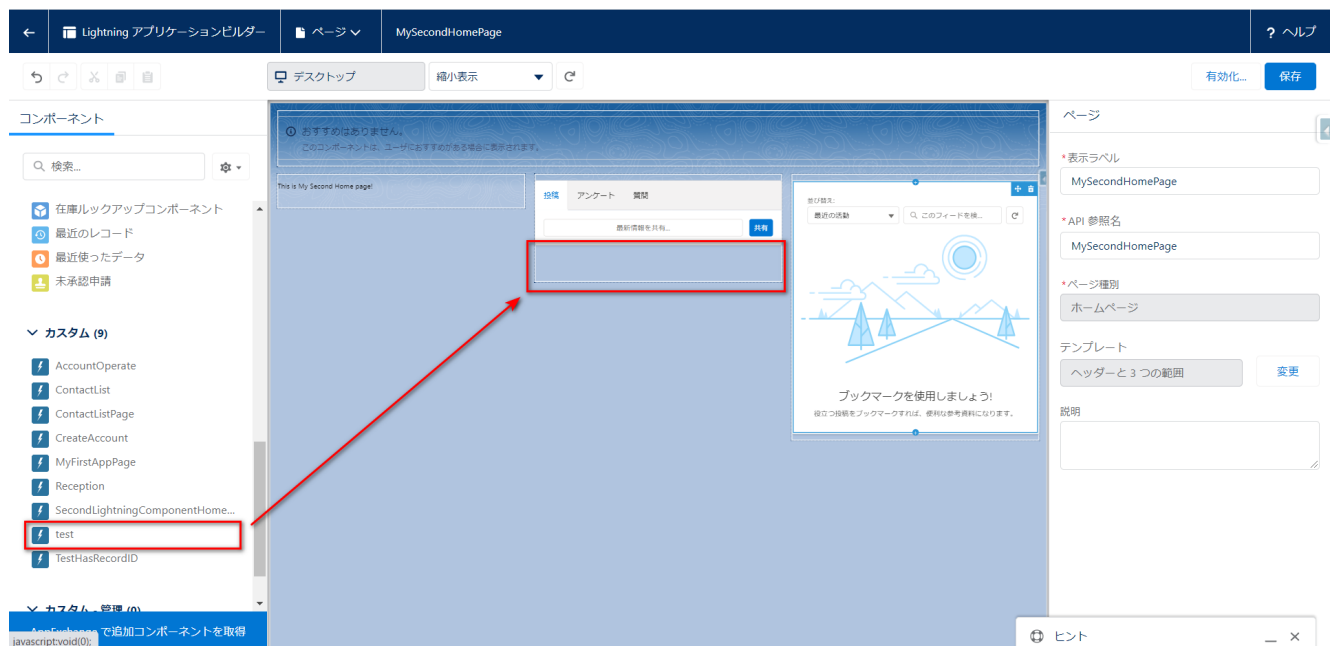 Lightning アプリケーションビルダー
ページ
MySecondHomePage
? ヘルプ
デスクトップ
縮小表示
有効化...
保存
コンポーネント
検索...
在庫ルックアップコンポーネント
最近のレコード
最近使ったデータ
未承認申請
カスタム (9)
AccountOperate
ContactList
ContactListPage
CreateAccount
MyFirstAppPage
Reception
SecondLightningComponentHome...
test
TestHasRecordID
カスタム - 管理 (0)
AppExchange で追加コンポーネントを取得
javascript:void(0);
おすすめはありません。
このコンポーネントは、ユーザにおすすめがある場合に表示されます。
This is My Second Home page!
投稿
アンケート
質問
最新情報を共有...
共有
並び替え:
最近の活動
このフィードを検...
ブックマークを使用しましょう!
役立つ投稿をブックマークすれば、便利な参考資料になります。
ページ
*表示ラベル
MySecondHomePage
*API 参照名
MySecondHomePage
*ページ種別
ホームページ
テンプレート
ヘッダーと 3 つの範囲
変更
説明
ヒント